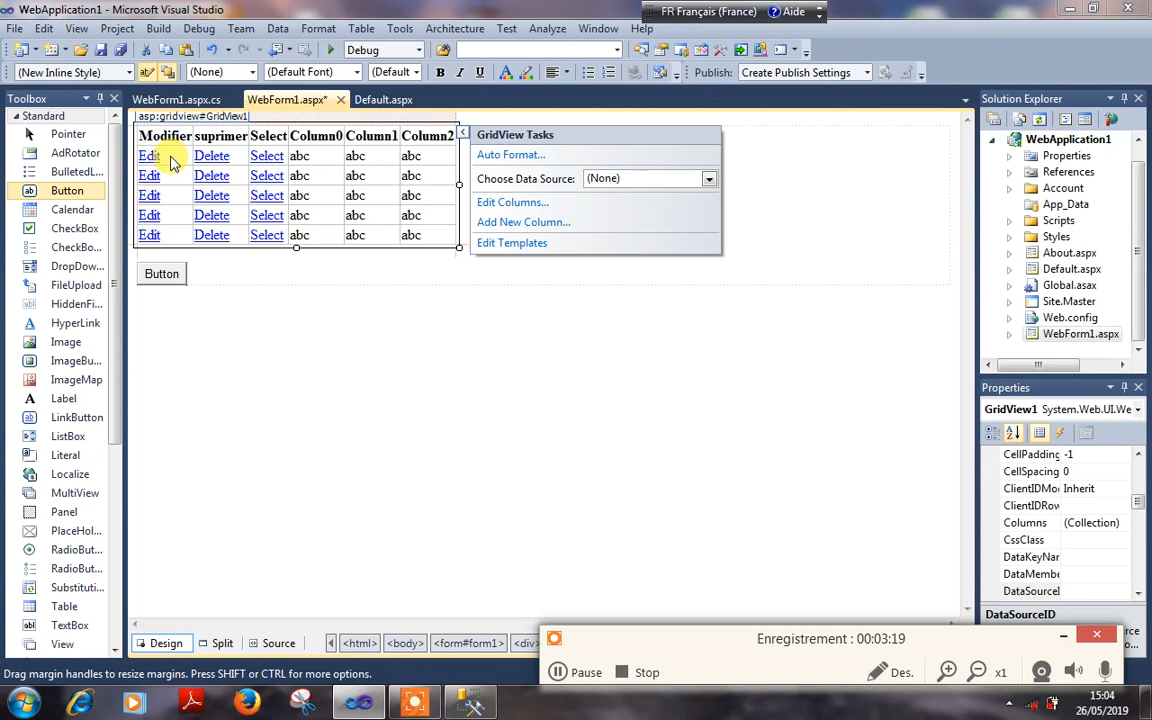 WebApplication1 - Microsoft Visual Studio
FR Français (France) Aide
File Edit View Project Build Debug Team Data Format Table Tools Architecture Test Analyze Window Help
Debug
(New Inline Style) (None) (Default Font) (Default Publish: Create Publish Settings
Toolbox
WebForm1.aspx.cs WebForm1.aspx* Default.aspx
Solution Explorer
Standard
Pointer
AdRotator
BulletedL...
Button
Calendar
CheckBox
CheckBo...
DropDow...
FileUpload
HiddenFi...
HyperLink
Image
ImageBu...
ImageMap
Label
LinkButton
ListBox
Literal
Localize
MultiView
Panel
PlaceHol...
RadioBut...
RadioBut...
Substituti...
Table
TextBox
View
asp:gridview#GridView1
Modifier suprimer Select Column0 Column1 Column2
Edit Delete Select abc abc abc
Edit Delete Select abc abc abc
Edit Delete Select abc abc abc
Edit Delete Select abc abc abc
Edit Delete Select abc abc abc
Button
GridView Tasks
Auto Format...
Choose Data Source: (None)
Edit Columns...
Add New Column...
Edit Templates
WebApplication1
Properties
References
Account
App_Data
Scripts
Styles
About.aspx
Default.aspx
Global.asax
Site.Master
Web.config
WebForm1.aspx
Properties
GridView1 System.Web.UI.We
CellPadding -1
CellSpacing 0
ClientIDMo Inherit
ClientIDRow
Columns (Collection)
CssClass
DataKeyNar
DataMembe
DataSourceI
DataSourceID
Design Split Source <html> <body> <form#form1> <div>
Enregistrement : 00:03:19
Pause Stop Des. x1
Drag margin handles to resize margins. Press SHIFT or CTRL for more options.
15:04
26/05/2019